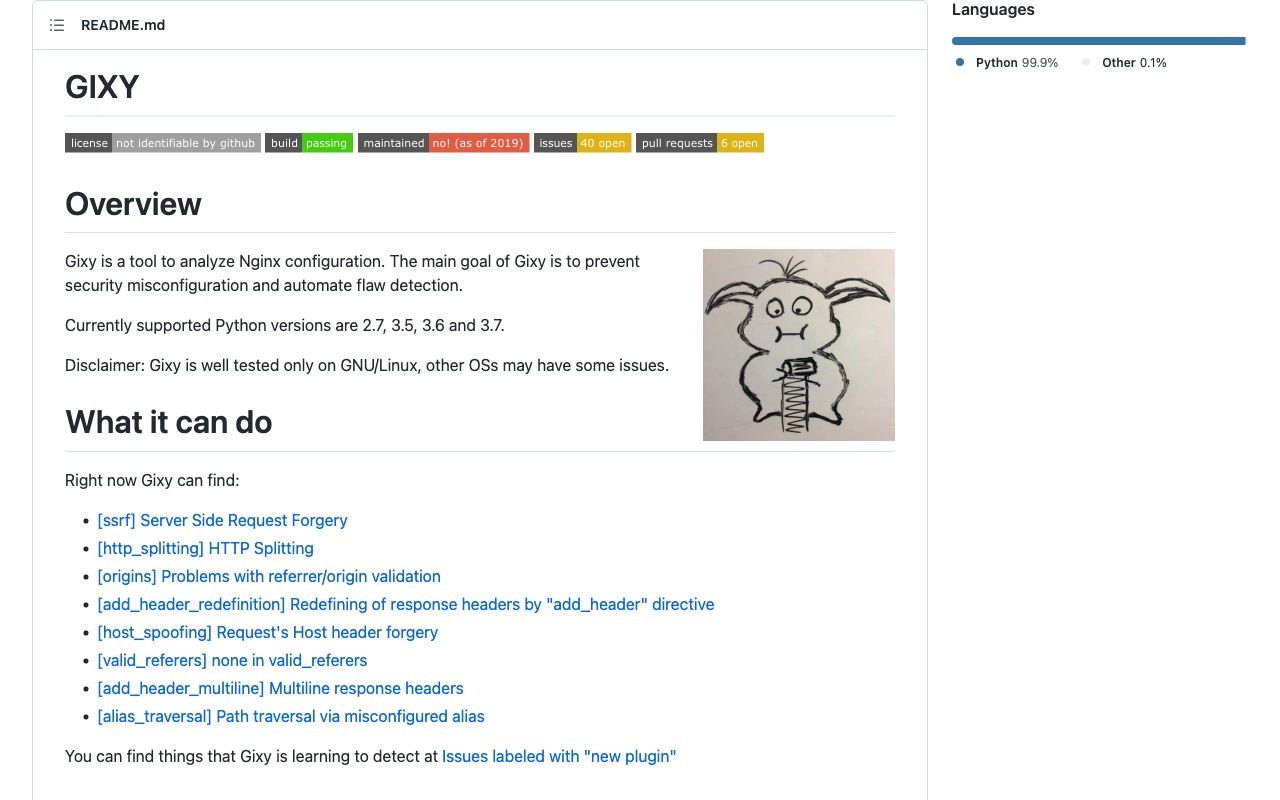 README.md
GIXY
license not identifiable by github build passing maintained no! (as of 2019) issues 40 open pull requests 6 open
Overview
Gixy is a tool to analyze Nginx configuration. The main goal of Gixy is to prevent
security misconfiguration and automate flaw detection.
Currently supported Python versions are 2.7, 3.5, 3.6 and 3.7.
Disclaimer: Gixy is well tested only on GNU/Linux, other OSs may have some issues.
What it can do
Right now Gixy can find:
• [ssrf] Server Side Request Forgery
• [http_splitting] HTTP Splitting
• [origins] Problems with referrer/origin validation
• [add_header_redefinition] Redefining of response headers by "add_header" directive
• [host_spoofing] Request's Host header forgery
• [valid_referers] none in valid_referers
• [add_header_multiline] Multiline response headers
• [alias_traversal] Path traversal via misconfigured alias
You can find things that Gixy is learning to detect at Issues labeled with "new plugin"
Languages
Python 99.9% Other 0.1%